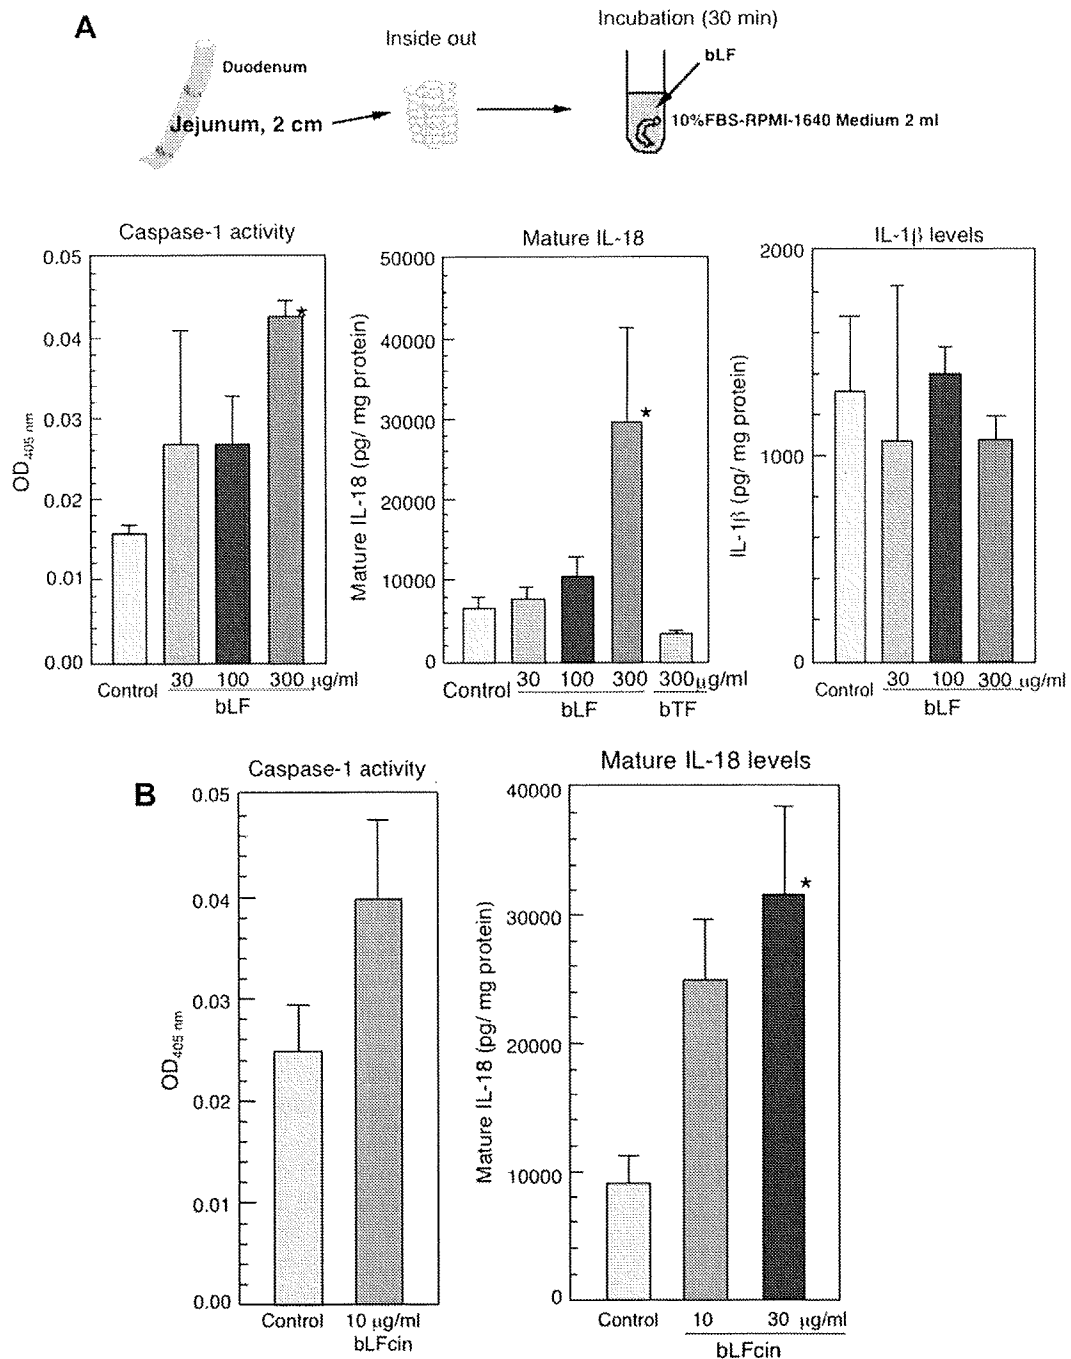 A
Incubation (30 min)
Inside out
bLF
Duodenum
Jejunum, 2 cm
10%FBS-RPMI-1640 Medium 2 ml
Caspase-1 activity
0.05
0.04
0.03
0.02
0.01
0.00
OD405 nm
Control
30
100
300 μg/ml
bLF
Mature IL-18
50000
40000
30000
20000
10000
0
Mature IL-18 (pg/ mg protein)
Control
30
100
300
300μg/ml
bLF
bTF
IL-1β levels
2000
1000
0
IL-1β (pg/ mg protein)
Control
30
100
300
μg/ml
bLF
B
Caspase-1 activity
0.05
0.04
0.03
0.02
0.01
0.00
OD405 nm
Control
10 μg/ml
bLFcin
Mature IL-18 levels
40000
30000
20000
10000
0
Mature IL-18 (pg/ mg protein)
Control
10
30 μg/ml
bLFcin